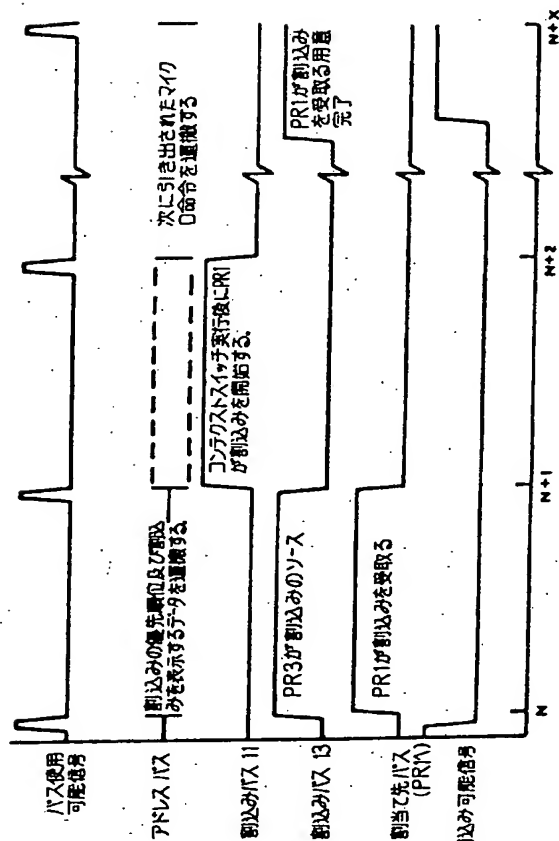 バス使用
可能信号
アドレス バス
割込みの優先順位及び割込
みを表示するデータを運搬する。
次に引き出されたマイク
ロ命令を運搬する
割込みバス 11
コンテクストスイッチ実行後にPR1
が割込みを開始する。
割込みバス 13
PR3が割込みのソース
PR1が割込み
を受取る用意
完了
割当て先バス
(PR1へ)
PR1が割込みを受取る
込み可能信号
N
N+1
N+2
N+X